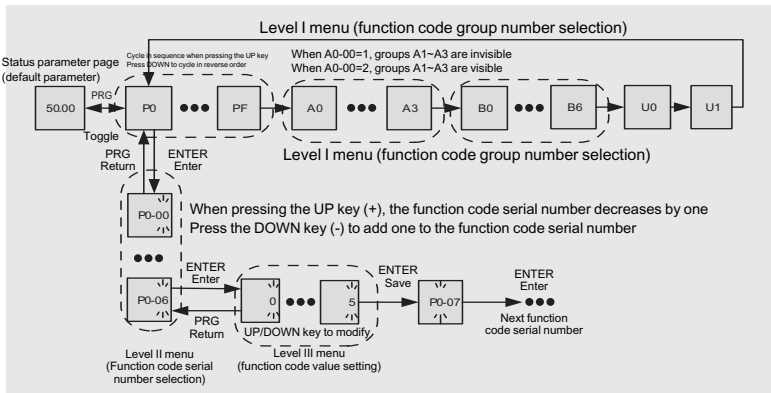 Level I menu (function code group number selection)
Status parameter page
(default parameter)
Cycle in sequence when pressing the UP key
Press DOWN to cycle in reverse order
When A0-00=1, groups A1~A3 are invisible
When A0-00=2, groups A1~A3 are visible
50.00
PRG
Toggle
P0
PF
A0
A3
B0
B6
U0
U1
Level I menu (function code group number selection)
PRG
Return
ENTER
Enter
P0-00
When pressing the UP key (+), the function code serial number decreases by one
Press the DOWN key (-) to add one to the function code serial number
P0-06
ENTER
Enter
PRG
Return
0
5
UP/DOWN key to modify
ENTER
Save
P0-07
ENTER
Enter
Next function
code serial number
Level II menu
(Function code serial
number selection)
Level III menu
(function code value setting)